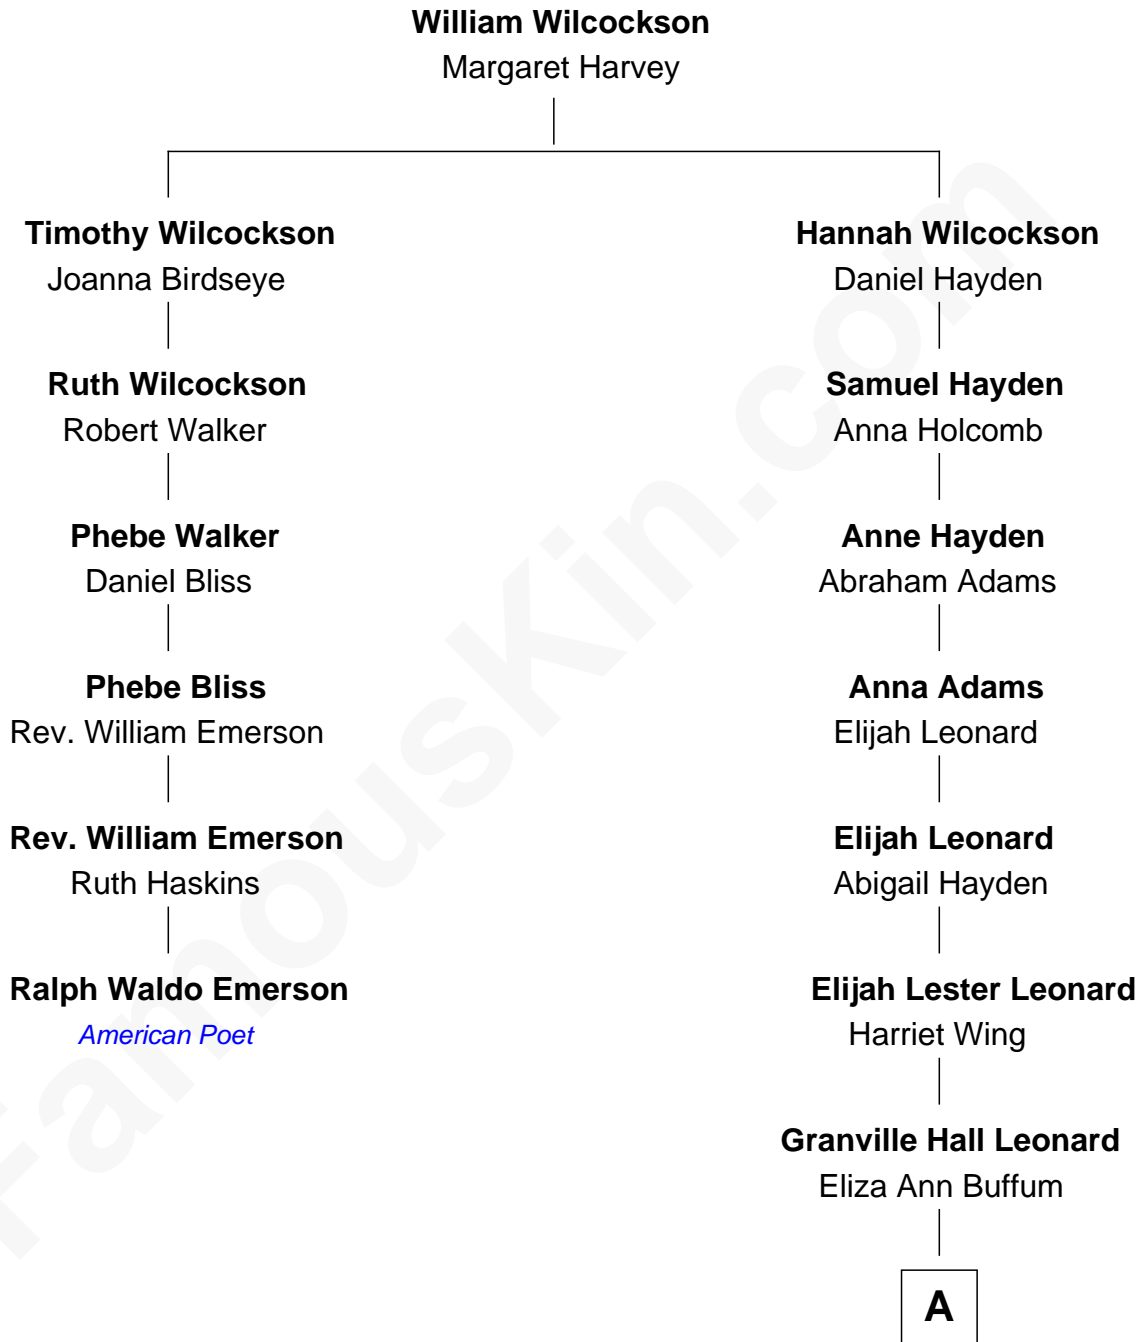 William Wilcockson
Margaret Harvey
Timothy Wilcockson
Joanna Birdseye
Hannah Wilcockson
Daniel Hayden
Ruth Wilcockson
Robert Walker
Samuel Hayden
Anna Holcomb
Phebe Walker
Daniel Bliss
Anne Hayden
Abraham Adams
Phebe Bliss
Rev. William Emerson
Anna Adams
Elijah Leonard
Rev. William Emerson
Ruth Haskins
Elijah Leonard
Abigail Hayden
Ralph Waldo Emerson
American Poet
Elijah Lester Leonard
Harriet Wing
Granville Hall Leonard
Eliza Ann Buffum
A
FamousKin.com